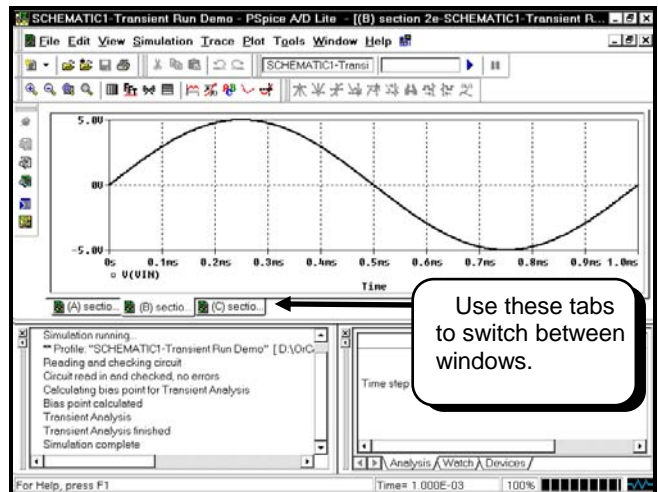 SCHEMATIC1-Transient Run Demo - PSpice A/D Lite - [(B) section 2e-SCHEMATIC1-Transient R...
File Edit View Simulation Trace Plot Tools Window Help
SCHEMATIC1-Transi
5.0V
0V
-5.0V
0s 0.1ms 0.2ms 0.3ms 0.4ms 0.5ms 0.6ms 0.7ms 0.8ms 0.9ms 1.0ms
V(VIN)
Time
(A) sectio... (B) sectio... (C) sectio...
Use these tabs
to switch between
windows.
Simulation running...
** Profile: "SCHEMATIC1-Transient Run Demo" [ D:\OrC
Reading and checking circuit
Circuit read in and checked, no errors
Calculating bias point for Transient Analysis
Bias point calculated
Transient Analysis
Transient Analysis finished
Simulation complete
Time step
Analysis Watch Devices
For Help, press F1
Time= 1.000E-03
100%